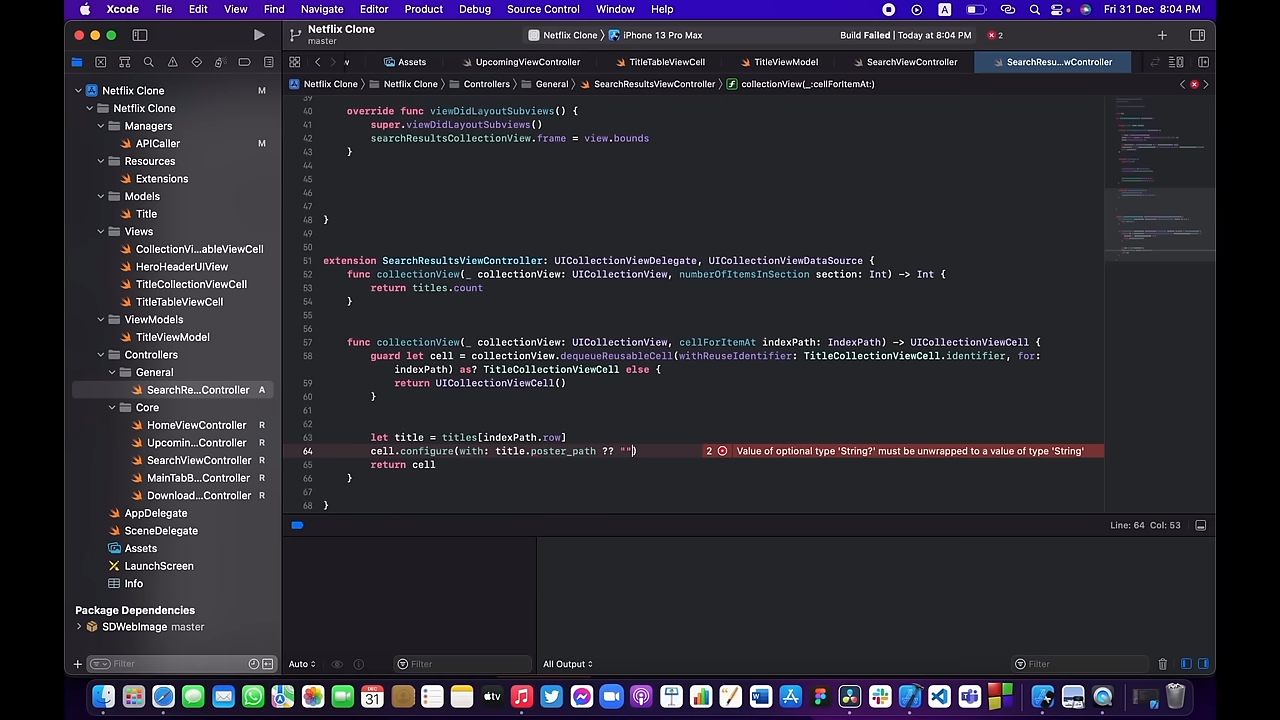 Xcode File Edit View Find Navigate Editor Product Debug Source Control Window Help A Fri 31 Dec 8:04 PM
Netflix Clone
master
Netflix Clone iPhone 13 Pro Max
Build Failed | Today at 8:04 PM 2
w Assets UpcomingViewController TitleTableViewCell TitleViewModel SearchViewController SearchResu...wController
Netflix Clone Netflix Clone Controllers General SearchResultsViewController collectionView(_:cellForItemAt:)
Netflix Clone M
Netflix Clone
Managers
APICaller M
Resources
Extensions
Models
Title
Views
CollectionVi...ableViewCell
HeroHeaderUIView
TitleCollectionViewCell
TitleTableViewCell
ViewModels
TitleViewModel
Controllers
General
SearchRe...Controller A
Core
HomeViewController R
Upcomin...Controller R
SearchViewController R
MainTabB...Controller R
Download...Controller R
AppDelegate
SceneDelegate
Assets
LaunchScreen
Info
Package Dependencies
SDWebImage master
Filter
39
40 override func viewDidLayoutSubviews() {
41 super.viewDidLayoutSubviews()
42 searchResultsCollectionView.frame = view.bounds
43 }
44
45
46
47
48 }
49
50
51 extension SearchResultsViewController: UICollectionViewDelegate, UICollectionViewDataSource {
52 func collectionView(_ collectionView: UICollectionView, numberOfItemsInSection section: Int) -> Int {
53 return titles.count
54 }
55
56
57 func collectionView(_ collectionView: UICollectionView, cellForItemAt indexPath: IndexPath) -> UICollectionViewCell {
58 guard let cell = collectionView.dequeueReusableCell(withReuseIdentifier: TitleCollectionViewCell.identifier, for:
indexPath) as? TitleCollectionViewCell else {
59 return UICollectionViewCell()
60 }
61
62
63 let title = titles[indexPath.row]
64 cell.configure(with: title.poster_path ?? "") 2 Value of optional type 'String?' must be unwrapped to a value of type 'String'
65 return cell
66 }
67
68 }
Line: 64 Col: 53
Auto Filter
All Output Filter